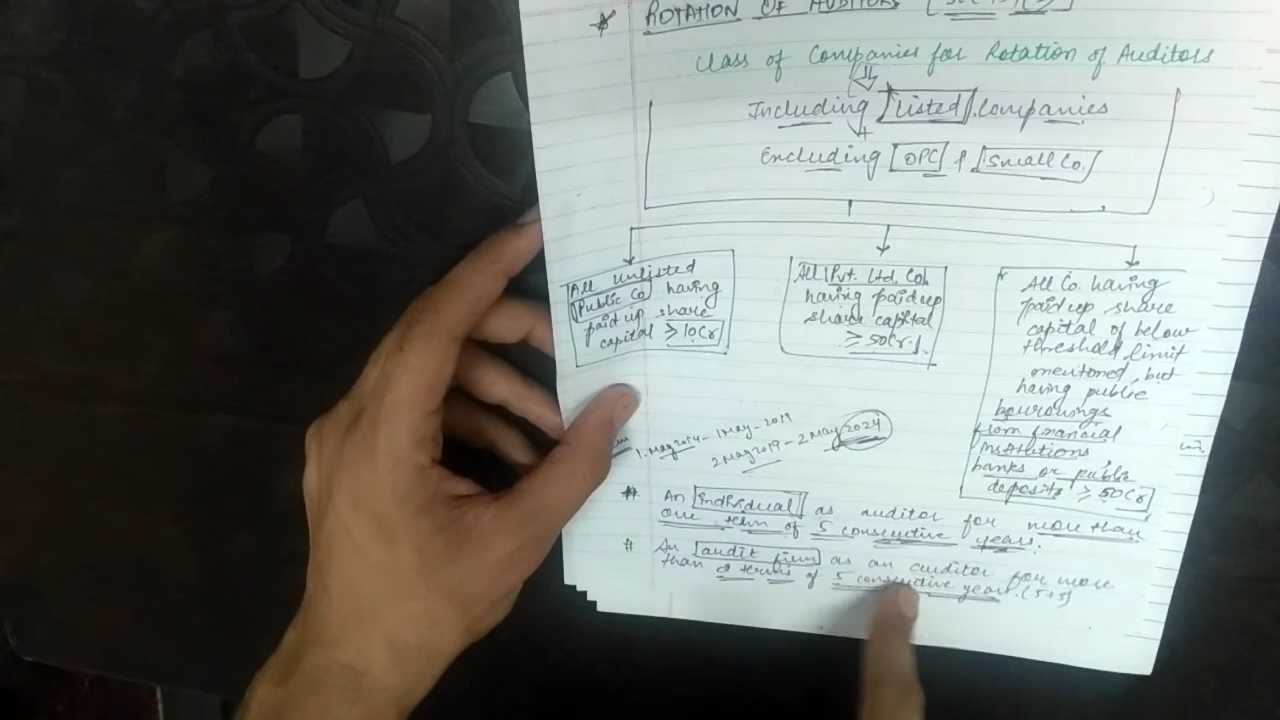 * ROTATION OF AUDITORS
Class of Companies for Rotation of Auditors
Including Listed Companies
+
Excluding OPC & Small Co.
All unlisted
Public Co having
paid up share
capital ≥ 10Cr
All Pvt. Ltd. Co.
having paid up
share capital
≥ 50Cr.
All Co. having
paid up share
capital of below
threshold limit
mentioned, but
having public
borrowings
from financial
institutions
banks or public
deposits ≥ 50Cr
1 May 2014 - 1 May - 2019
2 May 2019 - 2 May 2024
# An individual as auditor for more than
one term of 5 consecutive years.
# An audit firm as an auditor for more
than 2 terms of 5 consecutive years. (5+5)